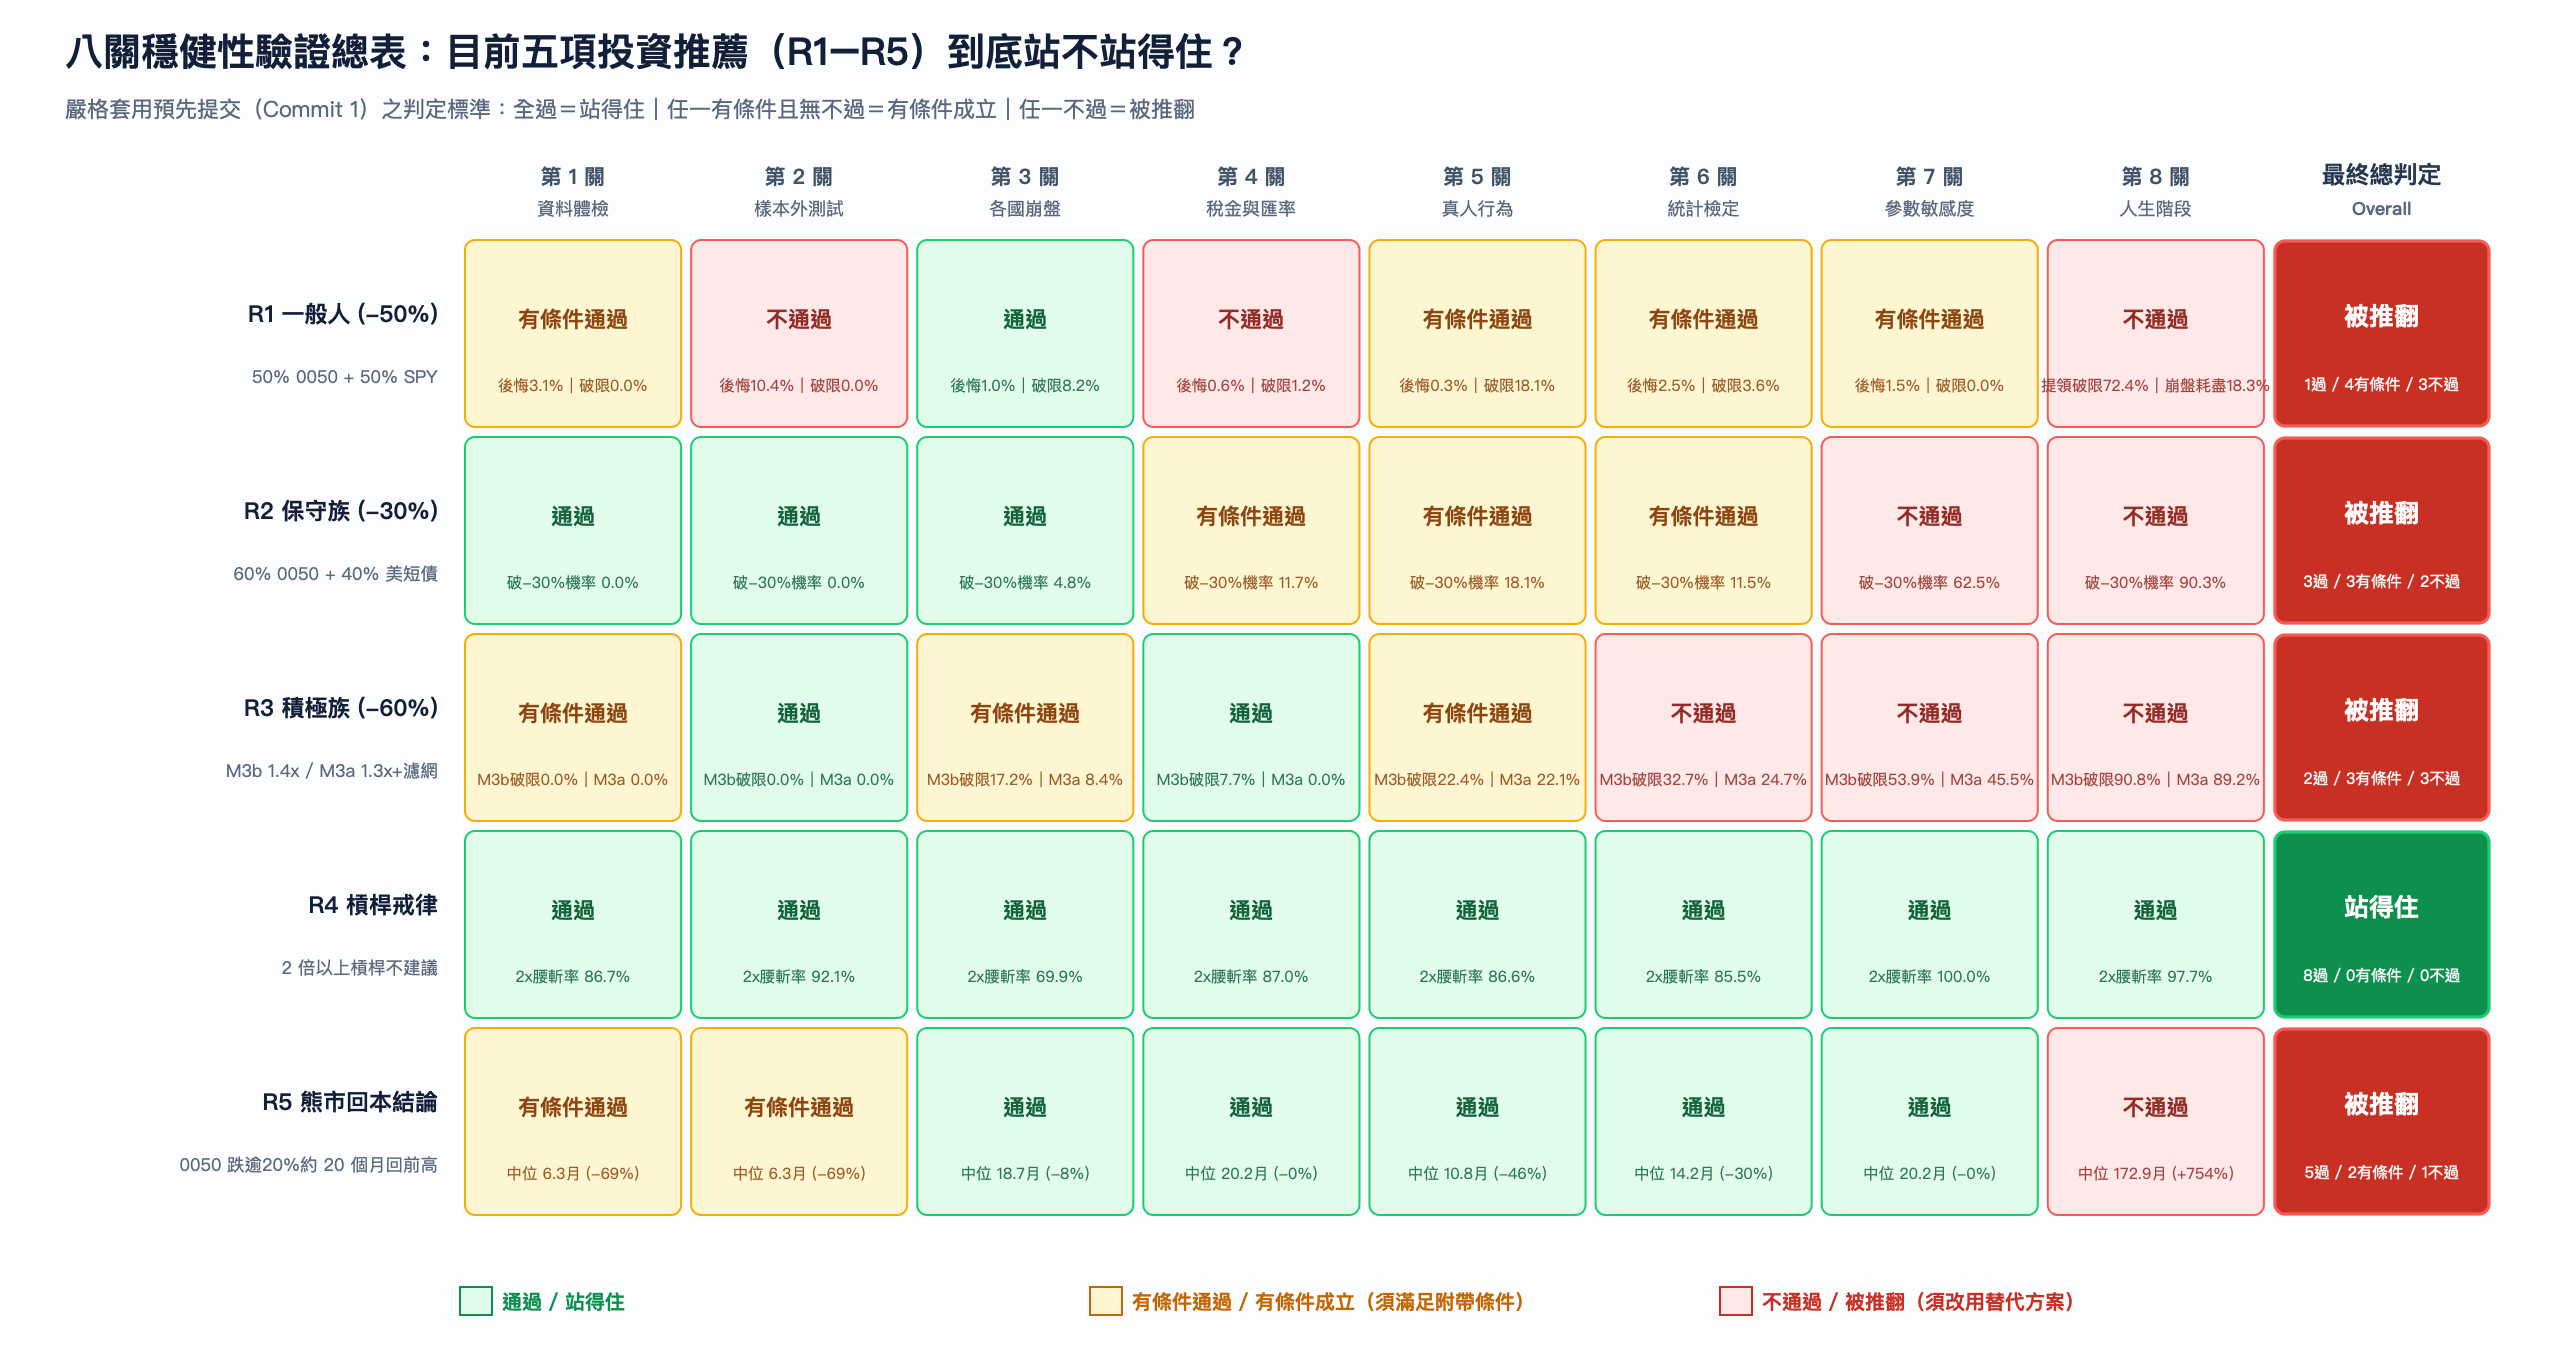 八關穩健性驗證總表：目前五項投資推薦（R1—R5）到底站不站得住？
嚴格套用預先提交（Commit 1）之判定標準：全過＝站得住｜任一有條件且無不過＝有條件成立｜任一不過＝被推翻
第 1 關 第 2 關 第 3 關 第 4 關 第 5 關 第 6 關 第 7 關 第 8 關 最終總判定
資料體檢 樣本外測試 各國崩盤 稅金與匯率 真人行為 統計檢定 參數敏感度 人生階段 Overall
R1 一般人 (−50%) 有條件通過 不通過 通過 不通過 有條件通過 有條件通過 有條件通過 不通過 被推翻
50% 0050 + 50% SPY 後悔3.1%｜破限0.0% 後悔10.4%｜破限0.0% 後悔1.0%｜破限8.2% 後悔0.6%｜破限1.2% 後悔0.3%｜破限18.1% 後悔2.5%｜破限3.6% 後悔1.5%｜破限0.0% 提領破限72.4%｜崩盤耗盡18.3% 1過 / 4有條件 / 3不過
R2 保守族 (−30%) 通過 通過 通過 有條件通過 有條件通過 有條件通過 不通過 不通過 被推翻
60% 0050 + 40% 美短債 破−30%機率 0.0% 破−30%機率 0.0% 破−30%機率 4.8% 破−30%機率 11.7% 破−30%機率 18.1% 破−30%機率 11.5% 破−30%機率 62.5% 破−30%機率 90.3% 3過 / 3有條件 / 2不過
R3 積極族 (−60%) 有條件通過 通過 有條件通過 通過 有條件通過 不通過 不通過 不通過 被推翻
M3b 1.4x / M3a 1.3x+濾網 M3b破限0.0%｜M3a 0.0% M3b破限0.0%｜M3a 0.0% M3b破限17.2%｜M3a 8.4% M3b破限7.7%｜M3a 0.0% M3b破限22.4%｜M3a 22.1% M3b破限32.7%｜M3a 24.7% M3b破限53.9%｜M3a 45.5% M3b破限90.8%｜M3a 89.2% 2過 / 3有條件 / 3不過
R4 槓桿戒律 通過 通過 通過 通過 通過 通過 通過 通過 站得住
2 倍以上槓桿不建議 2x腰斬率 86.7% 2x腰斬率 92.1% 2x腰斬率 69.9% 2x腰斬率 87.0% 2x腰斬率 86.6% 2x腰斬率 85.5% 2x腰斬率 100.0% 2x腰斬率 97.7% 8過 / 0有條件 / 0不過
R5 熊市回本結論 有條件通過 有條件通過 通過 通過 通過 通過 通過 不通過 被推翻
0050 跌逾20%約 20 個月回前高 中位 6.3月 (−69%) 中位 6.3月 (−69%) 中位 18.7月 (−8%) 中位 20.2月 (−0%) 中位 10.8月 (−46%) 中位 14.2月 (−30%) 中位 20.2月 (−0%) 中位 172.9月 (+754%) 5過 / 2有條件 / 1不過
通過 / 站得住 有條件通過 / 有條件成立（須滿足附帶條件） 不通過 / 被推翻（須改用替代方案）